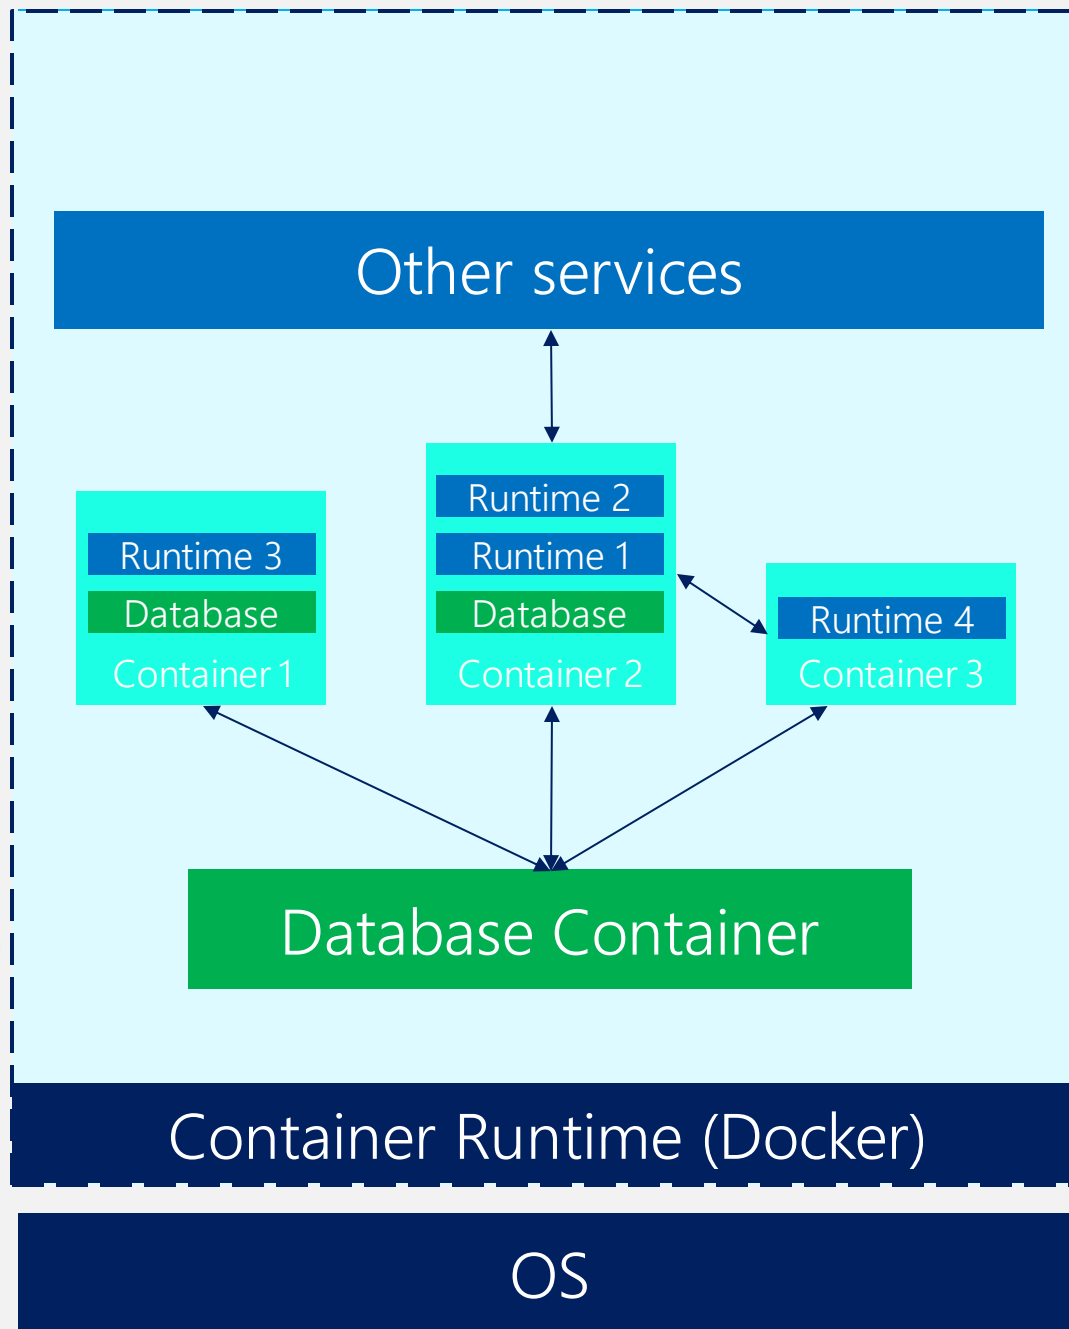 Other services
Runtime 2
Runtime 3
Runtime 1
Database
Database
Runtime 4
Container 1
Container 2
Container 3
Database Container
Container Runtime (Docker)
OS